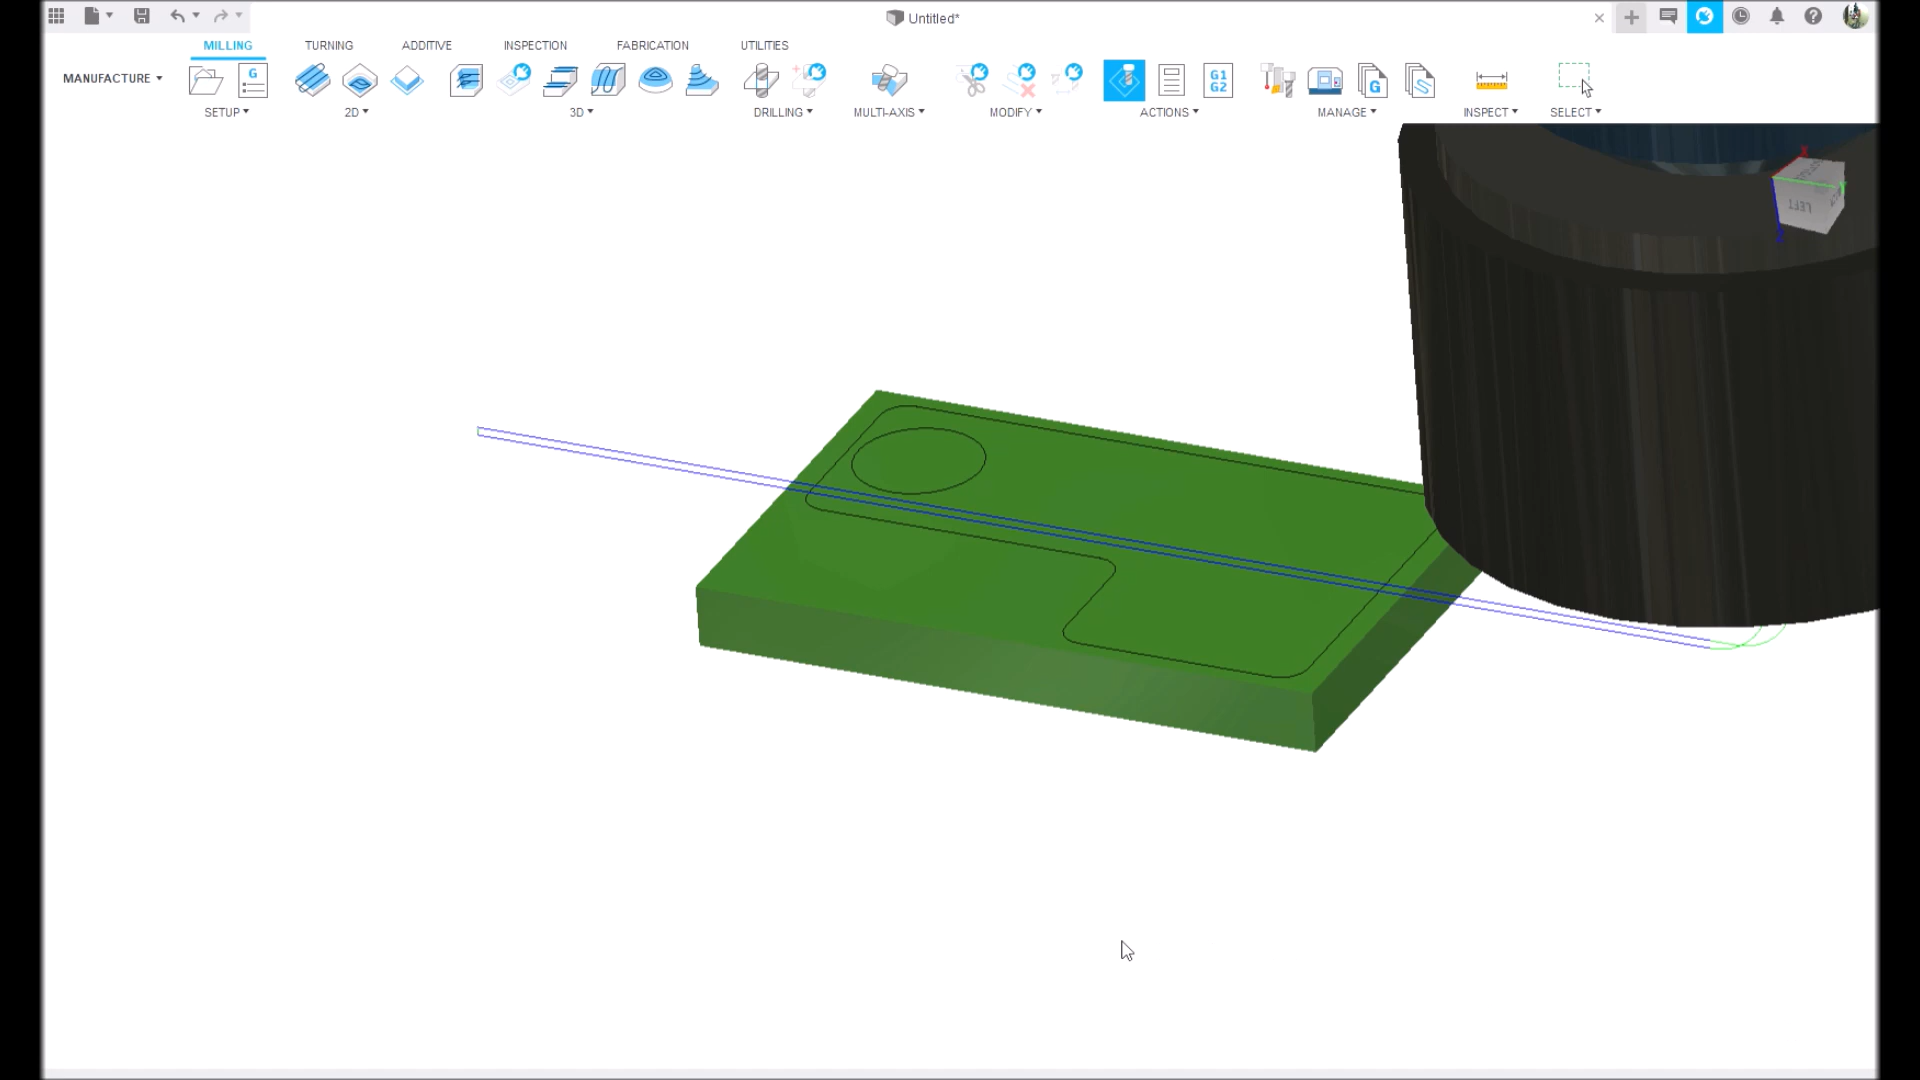 Untitled*
MILLING TURNING ADDITIVE INSPECTION FABRICATION UTILITIES
MANUFACTURE
G G1 G2 G
SETUP 2D 3D DRILLING MULTI-AXIS MODIFY ACTIONS MANAGE INSPECT SELECT
X
LEFT